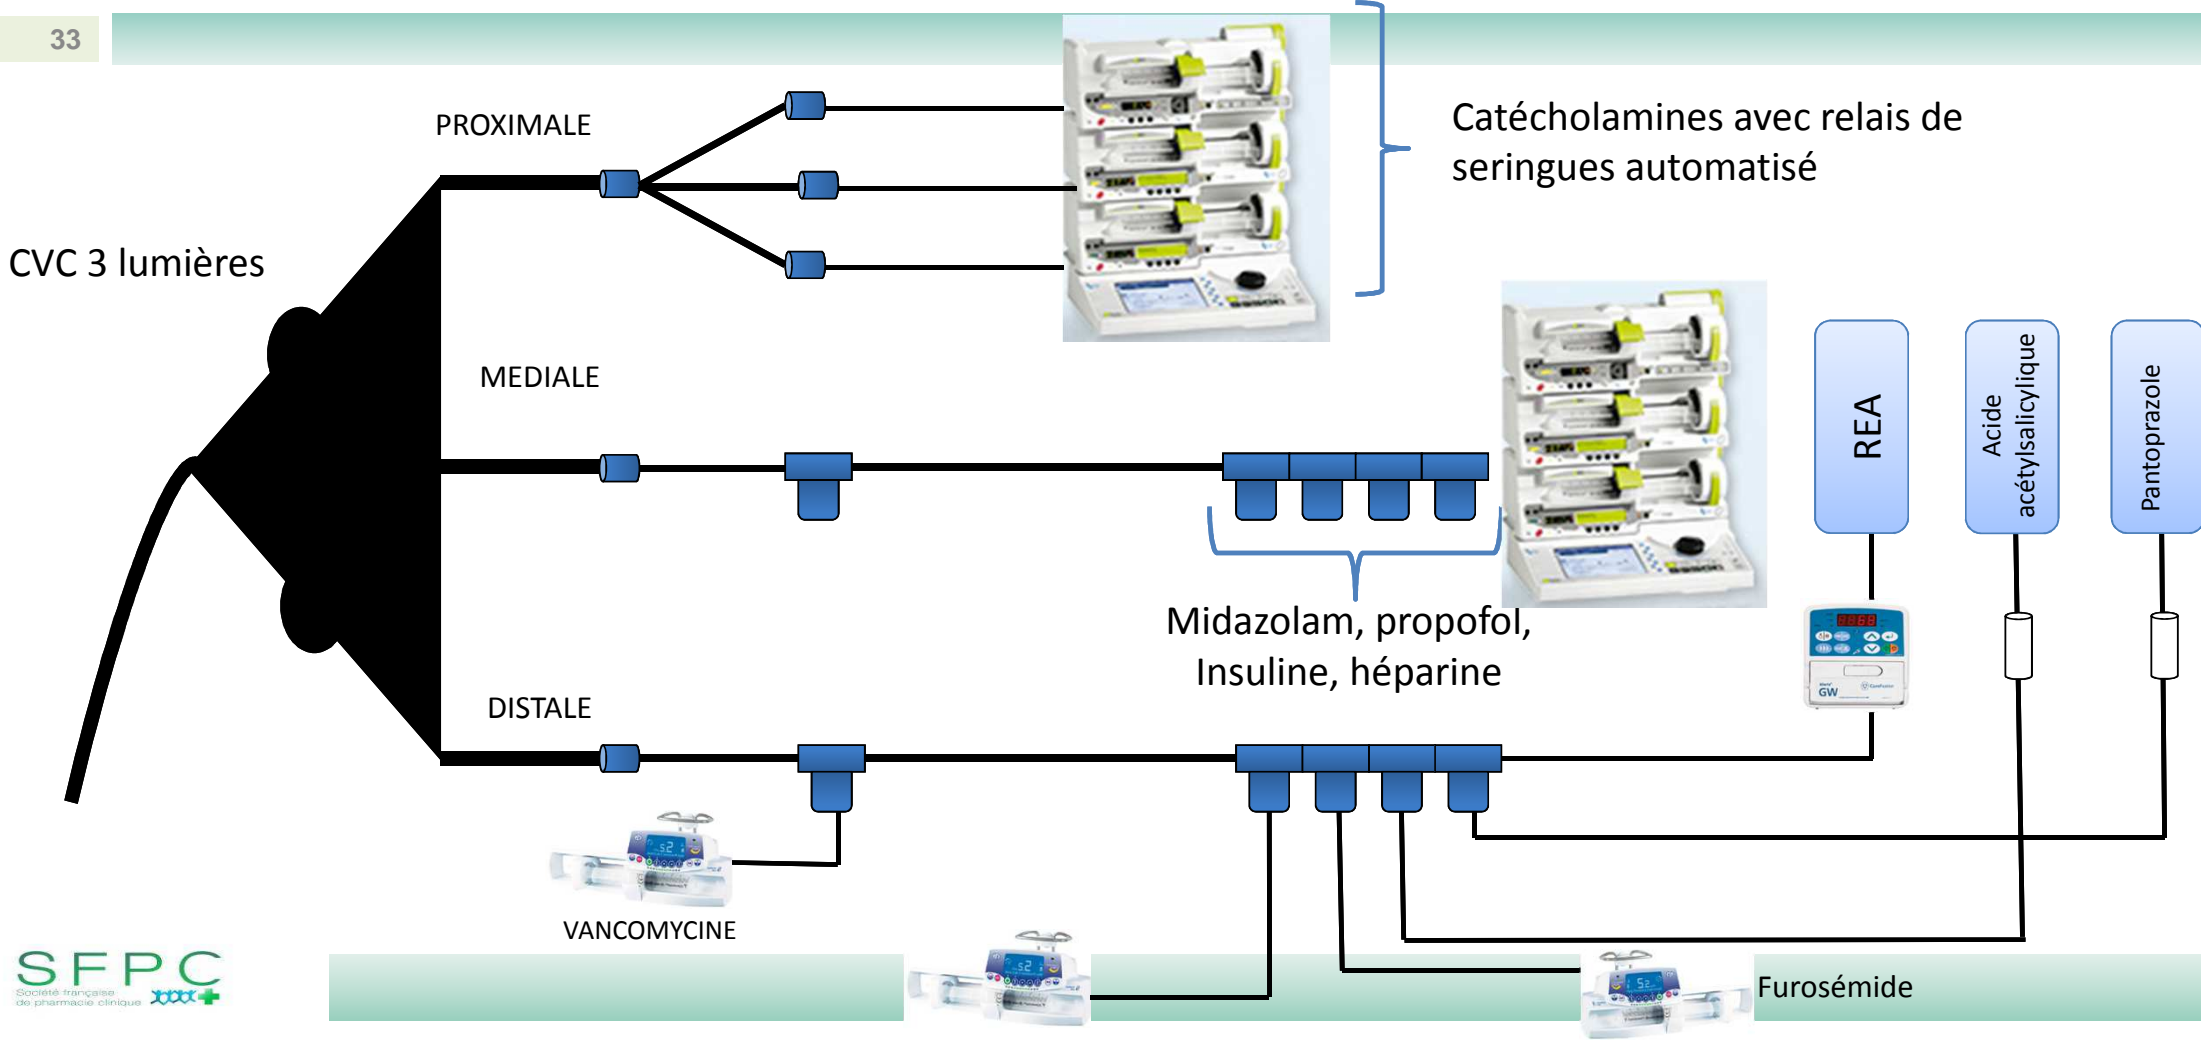 33
PROXIMALE
Catécholamines avec relais de
seringues automatisé
CVC 3 lumières
MEDIALE
REA
Acide
acétylsalicylique
Pantoprazole
Midazolam, propofol,
Insuline, héparine
DISTALE
GW
VANCOMYCINE
Furosémide
SFPC
Société française
de pharmacie clinique